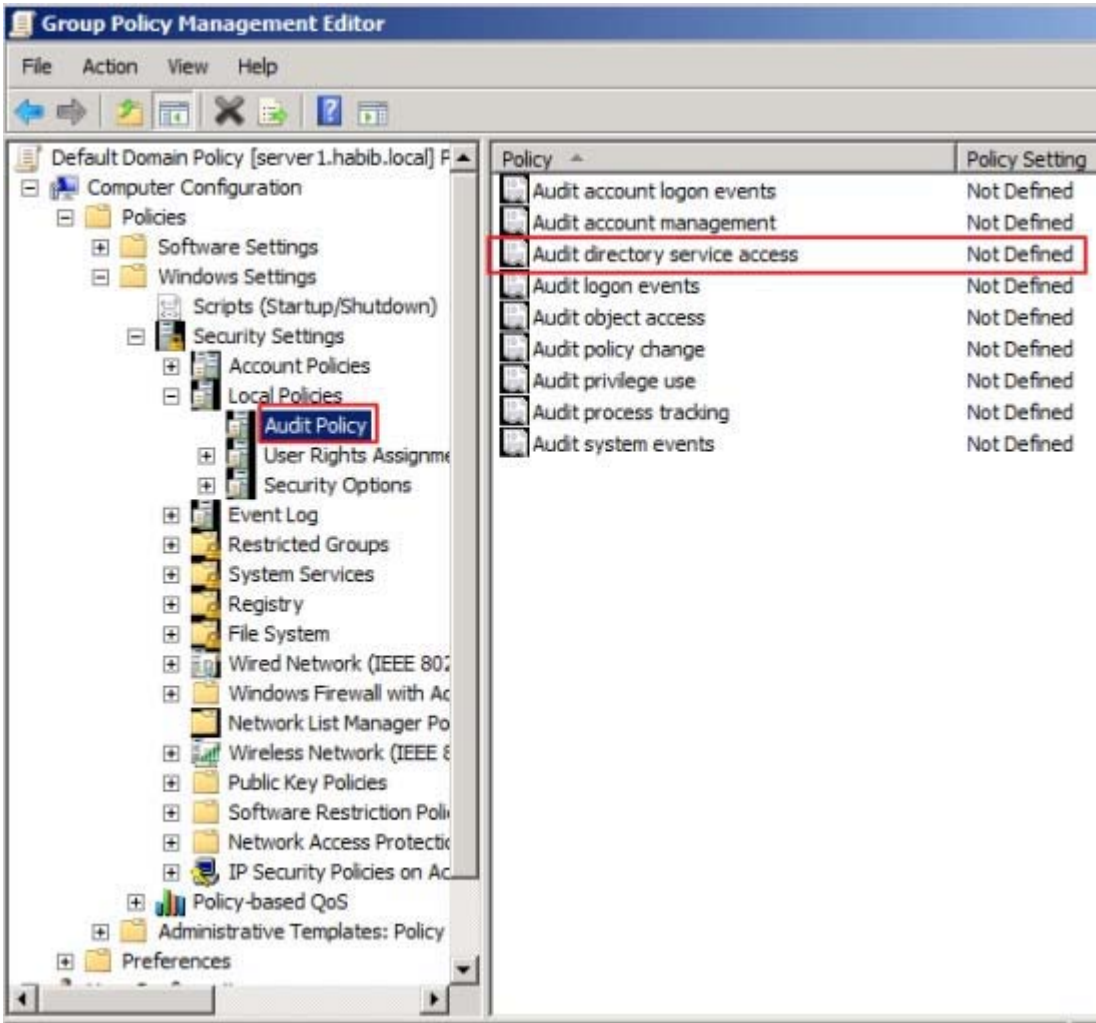 Group Policy Management Editor
File Action View Help
Default Domain Policy [server1.habib.local] P
Computer Configuration
Policies
Software Settings
Windows Settings
Scripts (Startup/Shutdown)
Security Settings
Account Policies
Local Policies
Audit Policy
User Rights Assignme
Security Options
Event Log
Restricted Groups
System Services
Registry
File System
Wired Network (IEEE 802
Windows Firewall with Ad
Network List Manager Po
Wireless Network (IEEE 8
Public Key Policies
Software Restriction Poli
Network Access Protectio
IP Security Policies on Ac
Policy-based QoS
Administrative Templates: Policy
Preferences
Policy Policy Setting
Audit account logon events Not Defined
Audit account management Not Defined
Audit directory service access Not Defined
Audit logon events Not Defined
Audit object access Not Defined
Audit policy change Not Defined
Audit privilege use Not Defined
Audit process tracking Not Defined
Audit system events Not Defined